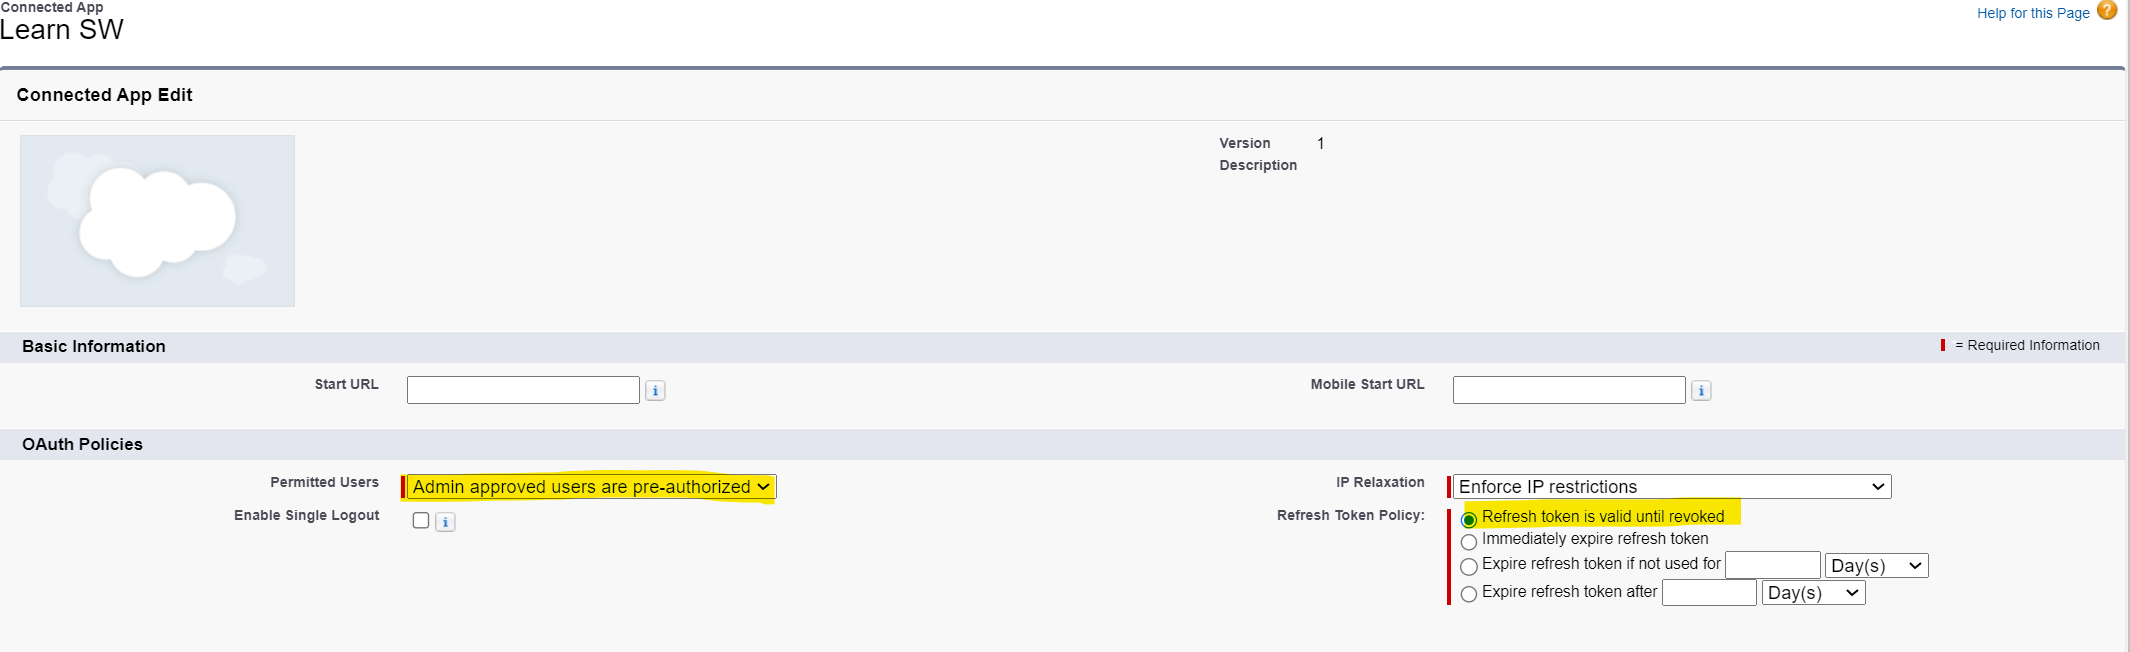 Connected App
Learn SW
Help for this Page ?
Connected App Edit
Version 1
Description
Basic Information
= Required Information
Start URL i
Mobile Start URL i
OAuth Policies
Permitted Users Admin approved users are pre-authorized
Enable Single Logout i
IP Relaxation Enforce IP restrictions
Refresh Token Policy: Refresh token is valid until revoked
Immediately expire refresh token
Expire refresh token if not used for Day(s)
Expire refresh token after Day(s)